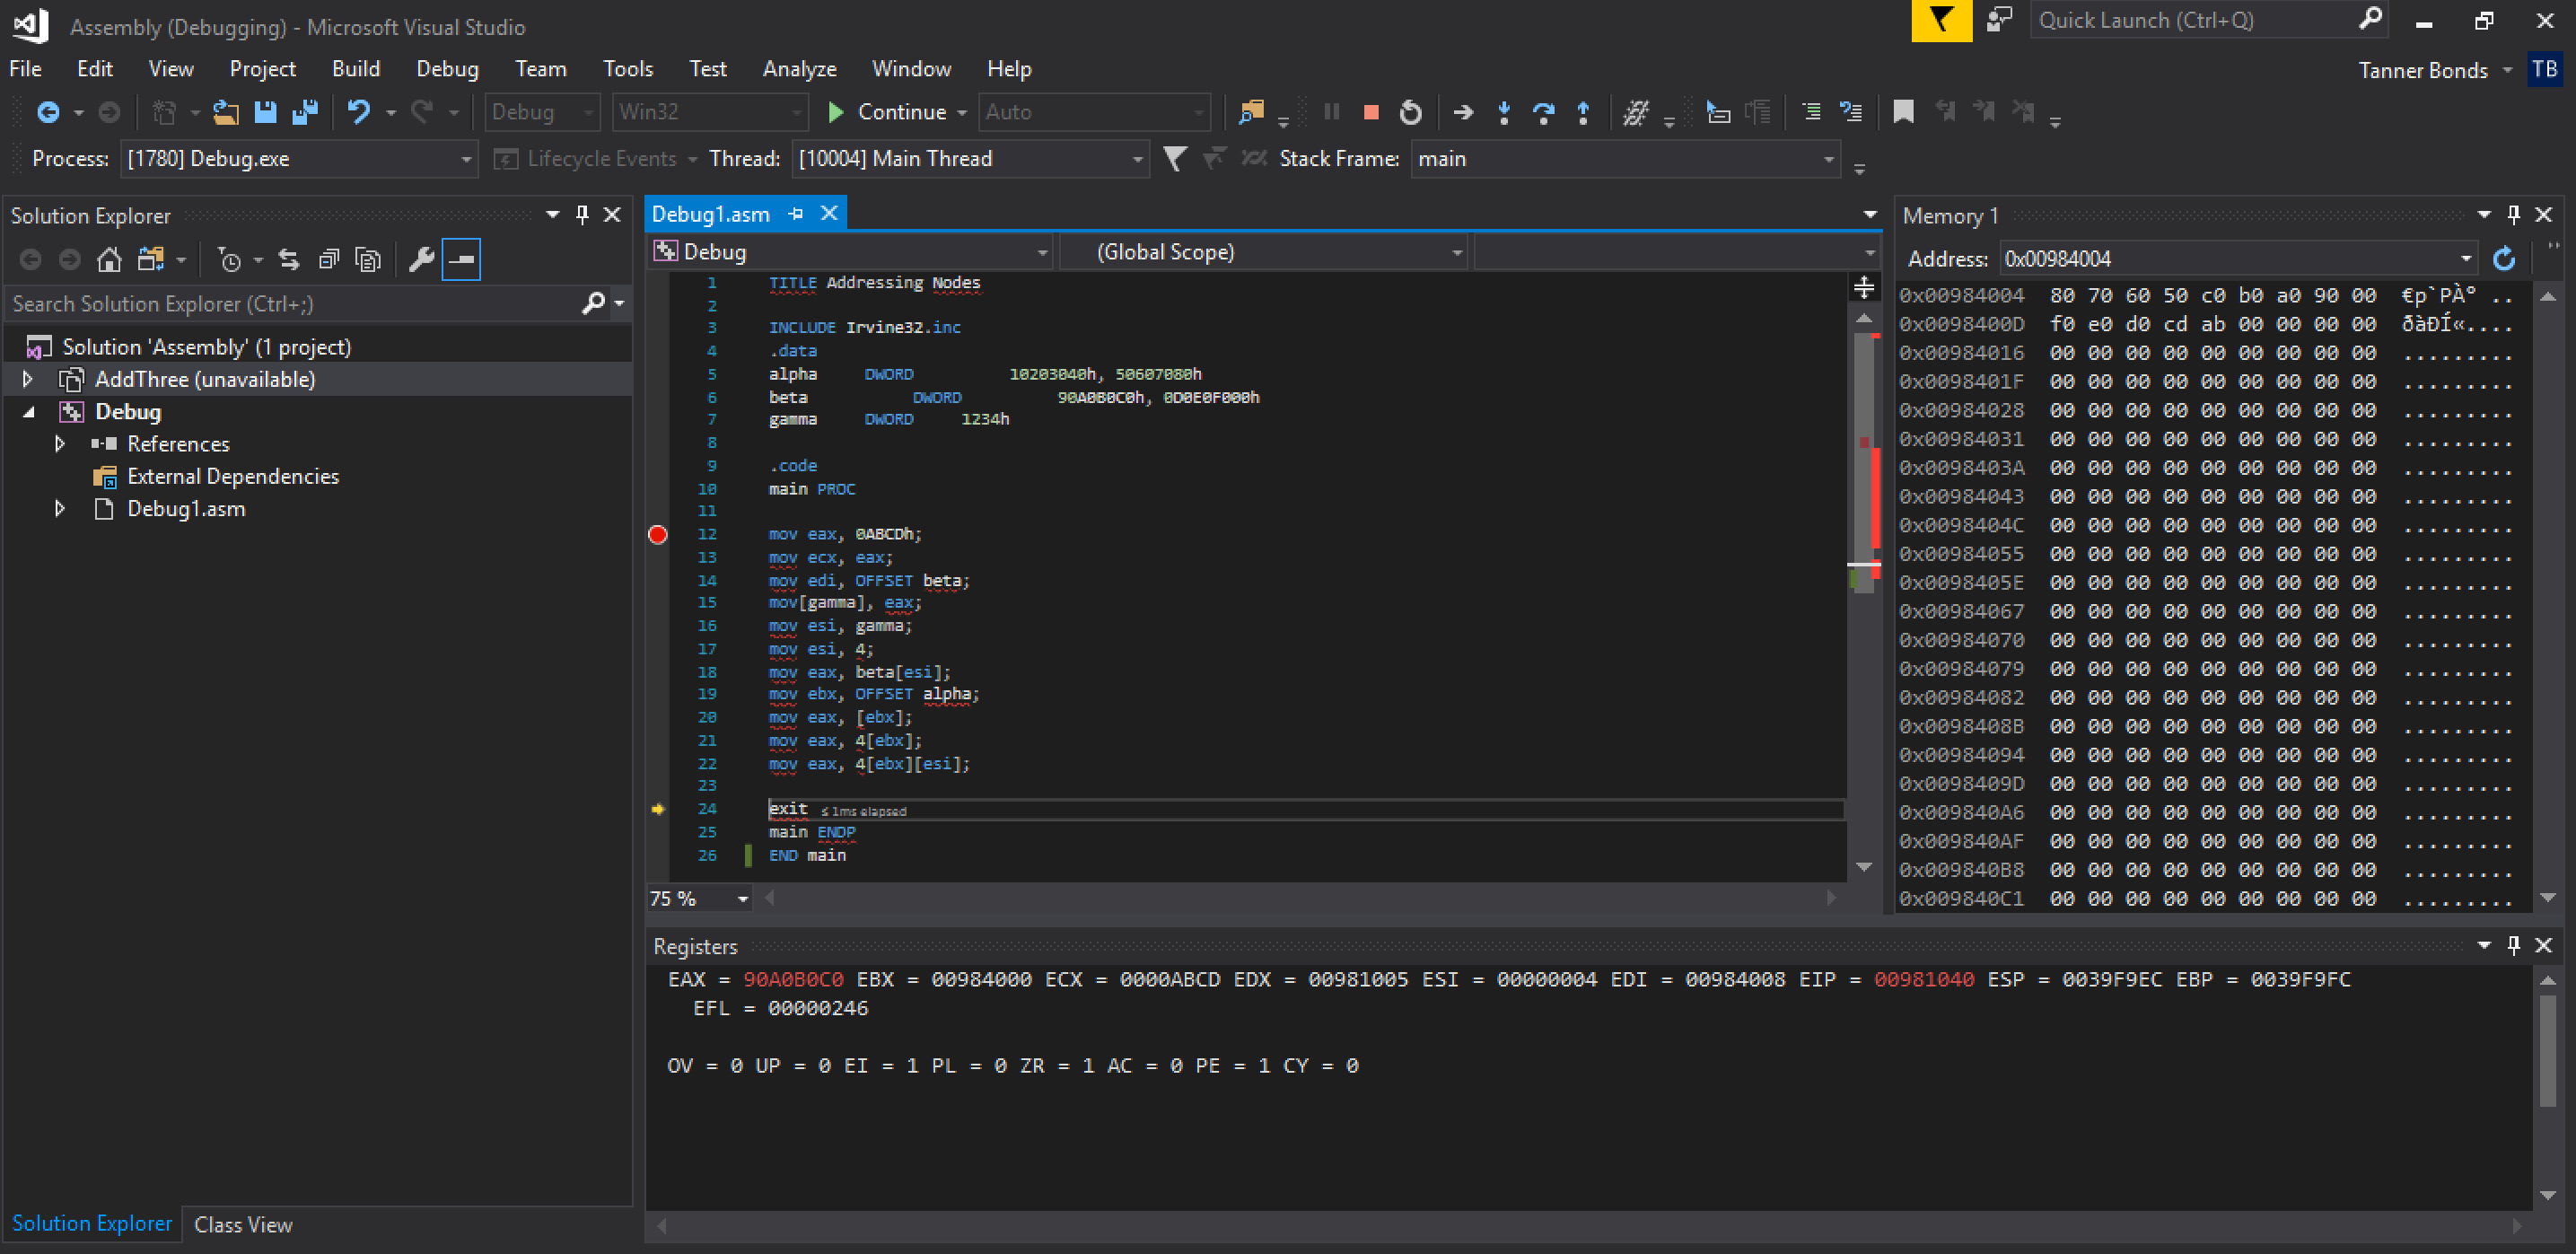 Assembly (Debugging) - Microsoft Visual Studio
Quick Launch (Ctrl+Q)
File Edit View Project Build Debug Team Tools Test Analyze Window Help
Tanner Bonds TB
Debug Win32 Continue Auto
Process: [1780] Debug.exe Lifecycle Events Thread: [10004] Main Thread Stack Frame: main
Solution Explorer
Search Solution Explorer (Ctrl+;)
Solution 'Assembly' (1 project)
AddThree (unavailable)
Debug
References
External Dependencies
Debug1.asm
Solution Explorer Class View
Debug1.asm
Debug (Global Scope)
1 TITLE Addressing Nodes
2
3 INCLUDE Irvine32.inc
4 .data
5 alpha DWORD 10203040h, 50607080h
6 beta DWORD 90A0B0C0h, 0D0E0F000h
7 gamma DWORD 1234h
8
9 .code
10 main PROC
11
12 mov eax, 0ABCDh;
13 mov ecx, eax;
14 mov edi, OFFSET beta;
15 mov[gamma], eax;
16 mov esi, gamma;
17 mov esi, 4;
18 mov eax, beta[esi];
19 mov ebx, OFFSET alpha;
20 mov eax, [ebx];
21 mov eax, 4[ebx];
22 mov eax, 4[ebx][esi];
23
24 exit ≤ 1ms elapsed
25 main ENDP
26 END main
75 %
Memory 1
Address: 0x00984004
0x00984004 80 70 60 50 c0 b0 a0 90 00 €p`PÀ° ..
0x0098400D f0 e0 d0 cd ab 00 00 00 00 ðàÐÍ«....
0x00984016 00 00 00 00 00 00 00 00 00 .........
0x0098401F 00 00 00 00 00 00 00 00 00 .........
0x00984028 00 00 00 00 00 00 00 00 00 .........
0x00984031 00 00 00 00 00 00 00 00 00 .........
0x0098403A 00 00 00 00 00 00 00 00 00 .........
0x00984043 00 00 00 00 00 00 00 00 00 .........
0x0098404C 00 00 00 00 00 00 00 00 00 .........
0x00984055 00 00 00 00 00 00 00 00 00 .........
0x0098405E 00 00 00 00 00 00 00 00 00 .........
0x00984067 00 00 00 00 00 00 00 00 00 .........
0x00984070 00 00 00 00 00 00 00 00 00 .........
0x00984079 00 00 00 00 00 00 00 00 00 .........
0x00984082 00 00 00 00 00 00 00 00 00 .........
0x0098408B 00 00 00 00 00 00 00 00 00 .........
0x00984094 00 00 00 00 00 00 00 00 00 .........
0x0098409D 00 00 00 00 00 00 00 00 00 .........
0x009840A6 00 00 00 00 00 00 00 00 00 .........
0x009840AF 00 00 00 00 00 00 00 00 00 .........
0x009840B8 00 00 00 00 00 00 00 00 00 .........
0x009840C1 00 00 00 00 00 00 00 00 00 .........
Registers
EAX = 90A0B0C0 EBX = 00984000 ECX = 0000ABCD EDX = 00981005 ESI = 00000004 EDI = 00984008 EIP = 00981040 ESP = 0039F9EC EBP = 0039F9FC
EFL = 00000246
OV = 0 UP = 0 EI = 1 PL = 0 ZR = 1 AC = 0 PE = 1 CY = 0